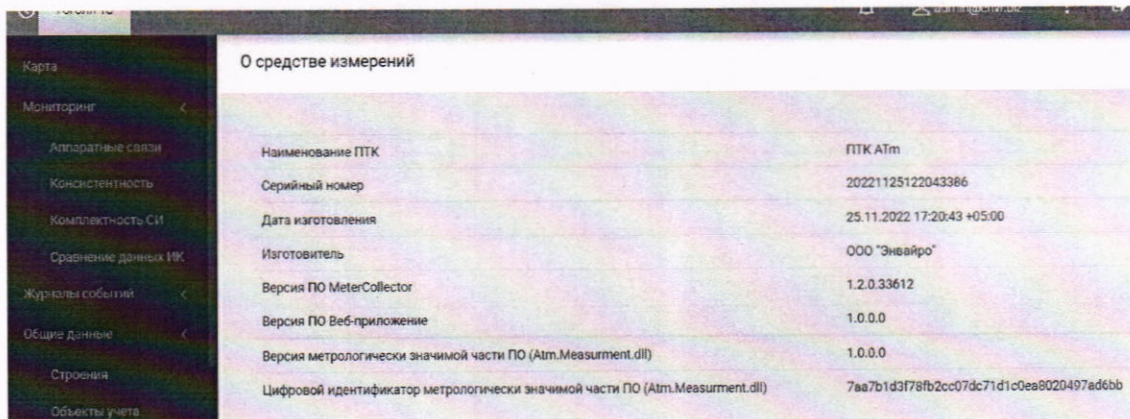 Карта
О средстве измерений
Мониторинг
Аппаратные связи
Наименование ПТК ПТК АТm
Консистентность
Серийный номер 20221125122043386
Комплектность СИ
Дата изготовления 25.11.2022 17:20:43 +05:00
Сравнение данных ИК
Изготовитель ООО "Энвайро"
Журналы событий
Версия ПО MeterCollector 1.2.0.33612
Версия ПО Веб-приложение 1.0.0.0
Общие данные
Версия метрологически значимой части ПО (Atm.Measurment.dll) 1.0.0.0
Строения
Цифровой идентификатор метрологически значимой части ПО (Atm.Measurment.dll) 7aa7b1d3f78fb2cc07dc71d1c0ea8020497ad6bb
Объекты учета